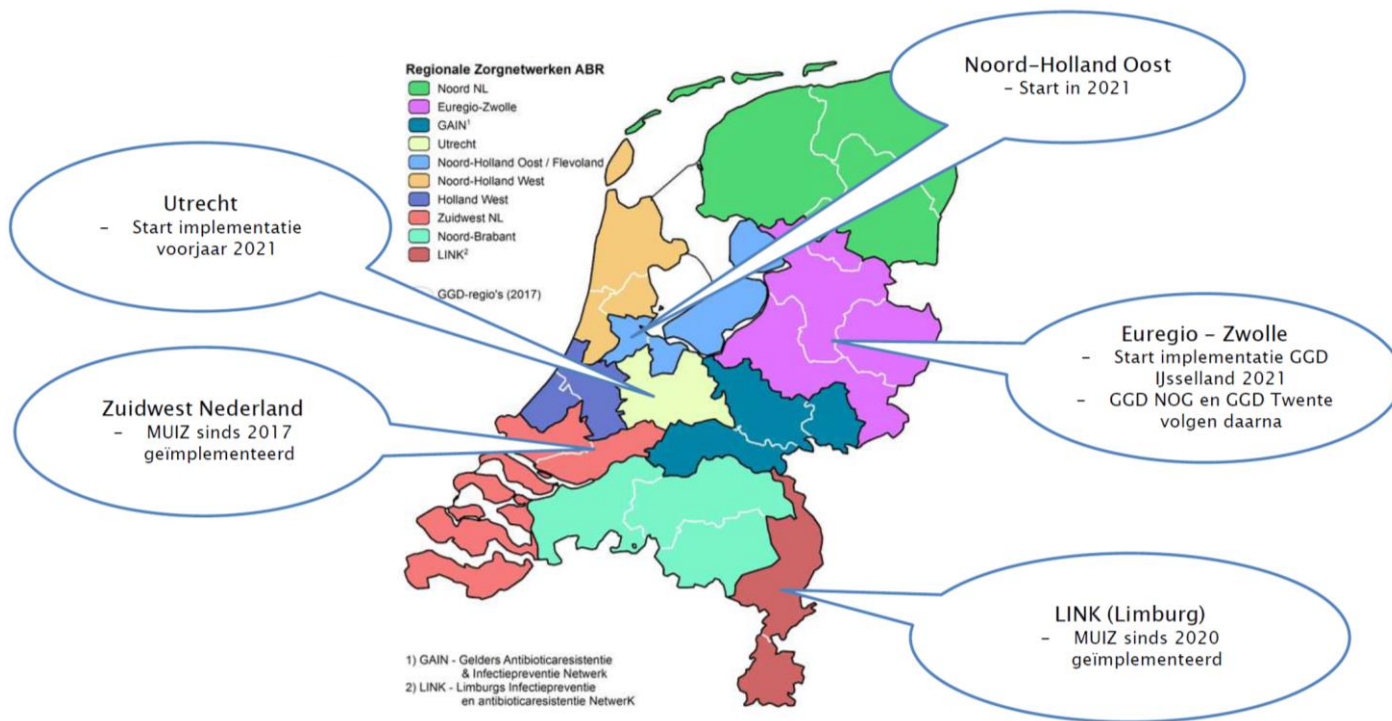 Regionale Zorgnetwerken ABR
Noord NL
Euregio-Zwolle
GAIN¹
Utrecht
Noord-Holland Oost / Flevoland
Noord-Holland West
Holland West
Zuidwest NL
Noord-Brabant
LINK²
GGD-regio's (2017)
Noord-Holland Oost
- Start in 2021
Utrecht
- Start implementatie
voorjaar 2021
Zuidwest Nederland
- MUIZ sinds 2017
geïmplementeerd
Euregio - Zwolle
- Start implementatie GGD
IJsselland 2021
- GGD NOG en GGD Twente
volgen daarna
LINK (Limburg)
- MUIZ sinds 2020
geïmplementeerd
1) GAIN - Gelders Antibioticaresistentie
& Infectiepreventie Netwerk
2) LINK - Limburgs Infectiepreventie
en antibioticaresistentie NetwerK